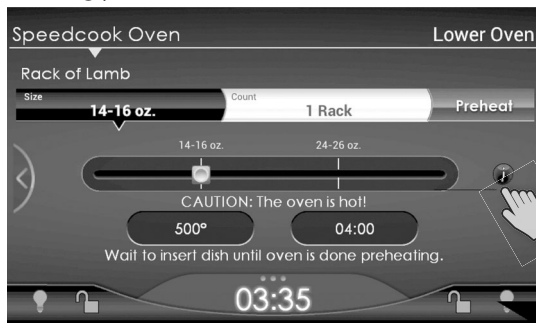 Speedcook Oven Lower Oven
Rack of Lamb
Size 14-16 oz. Count 1 Rack Preheat
14-16 oz. 24-26 oz.
CAUTION: The oven is hot!
500° 04:00
Wait to insert dish until oven is done preheating.
03:35